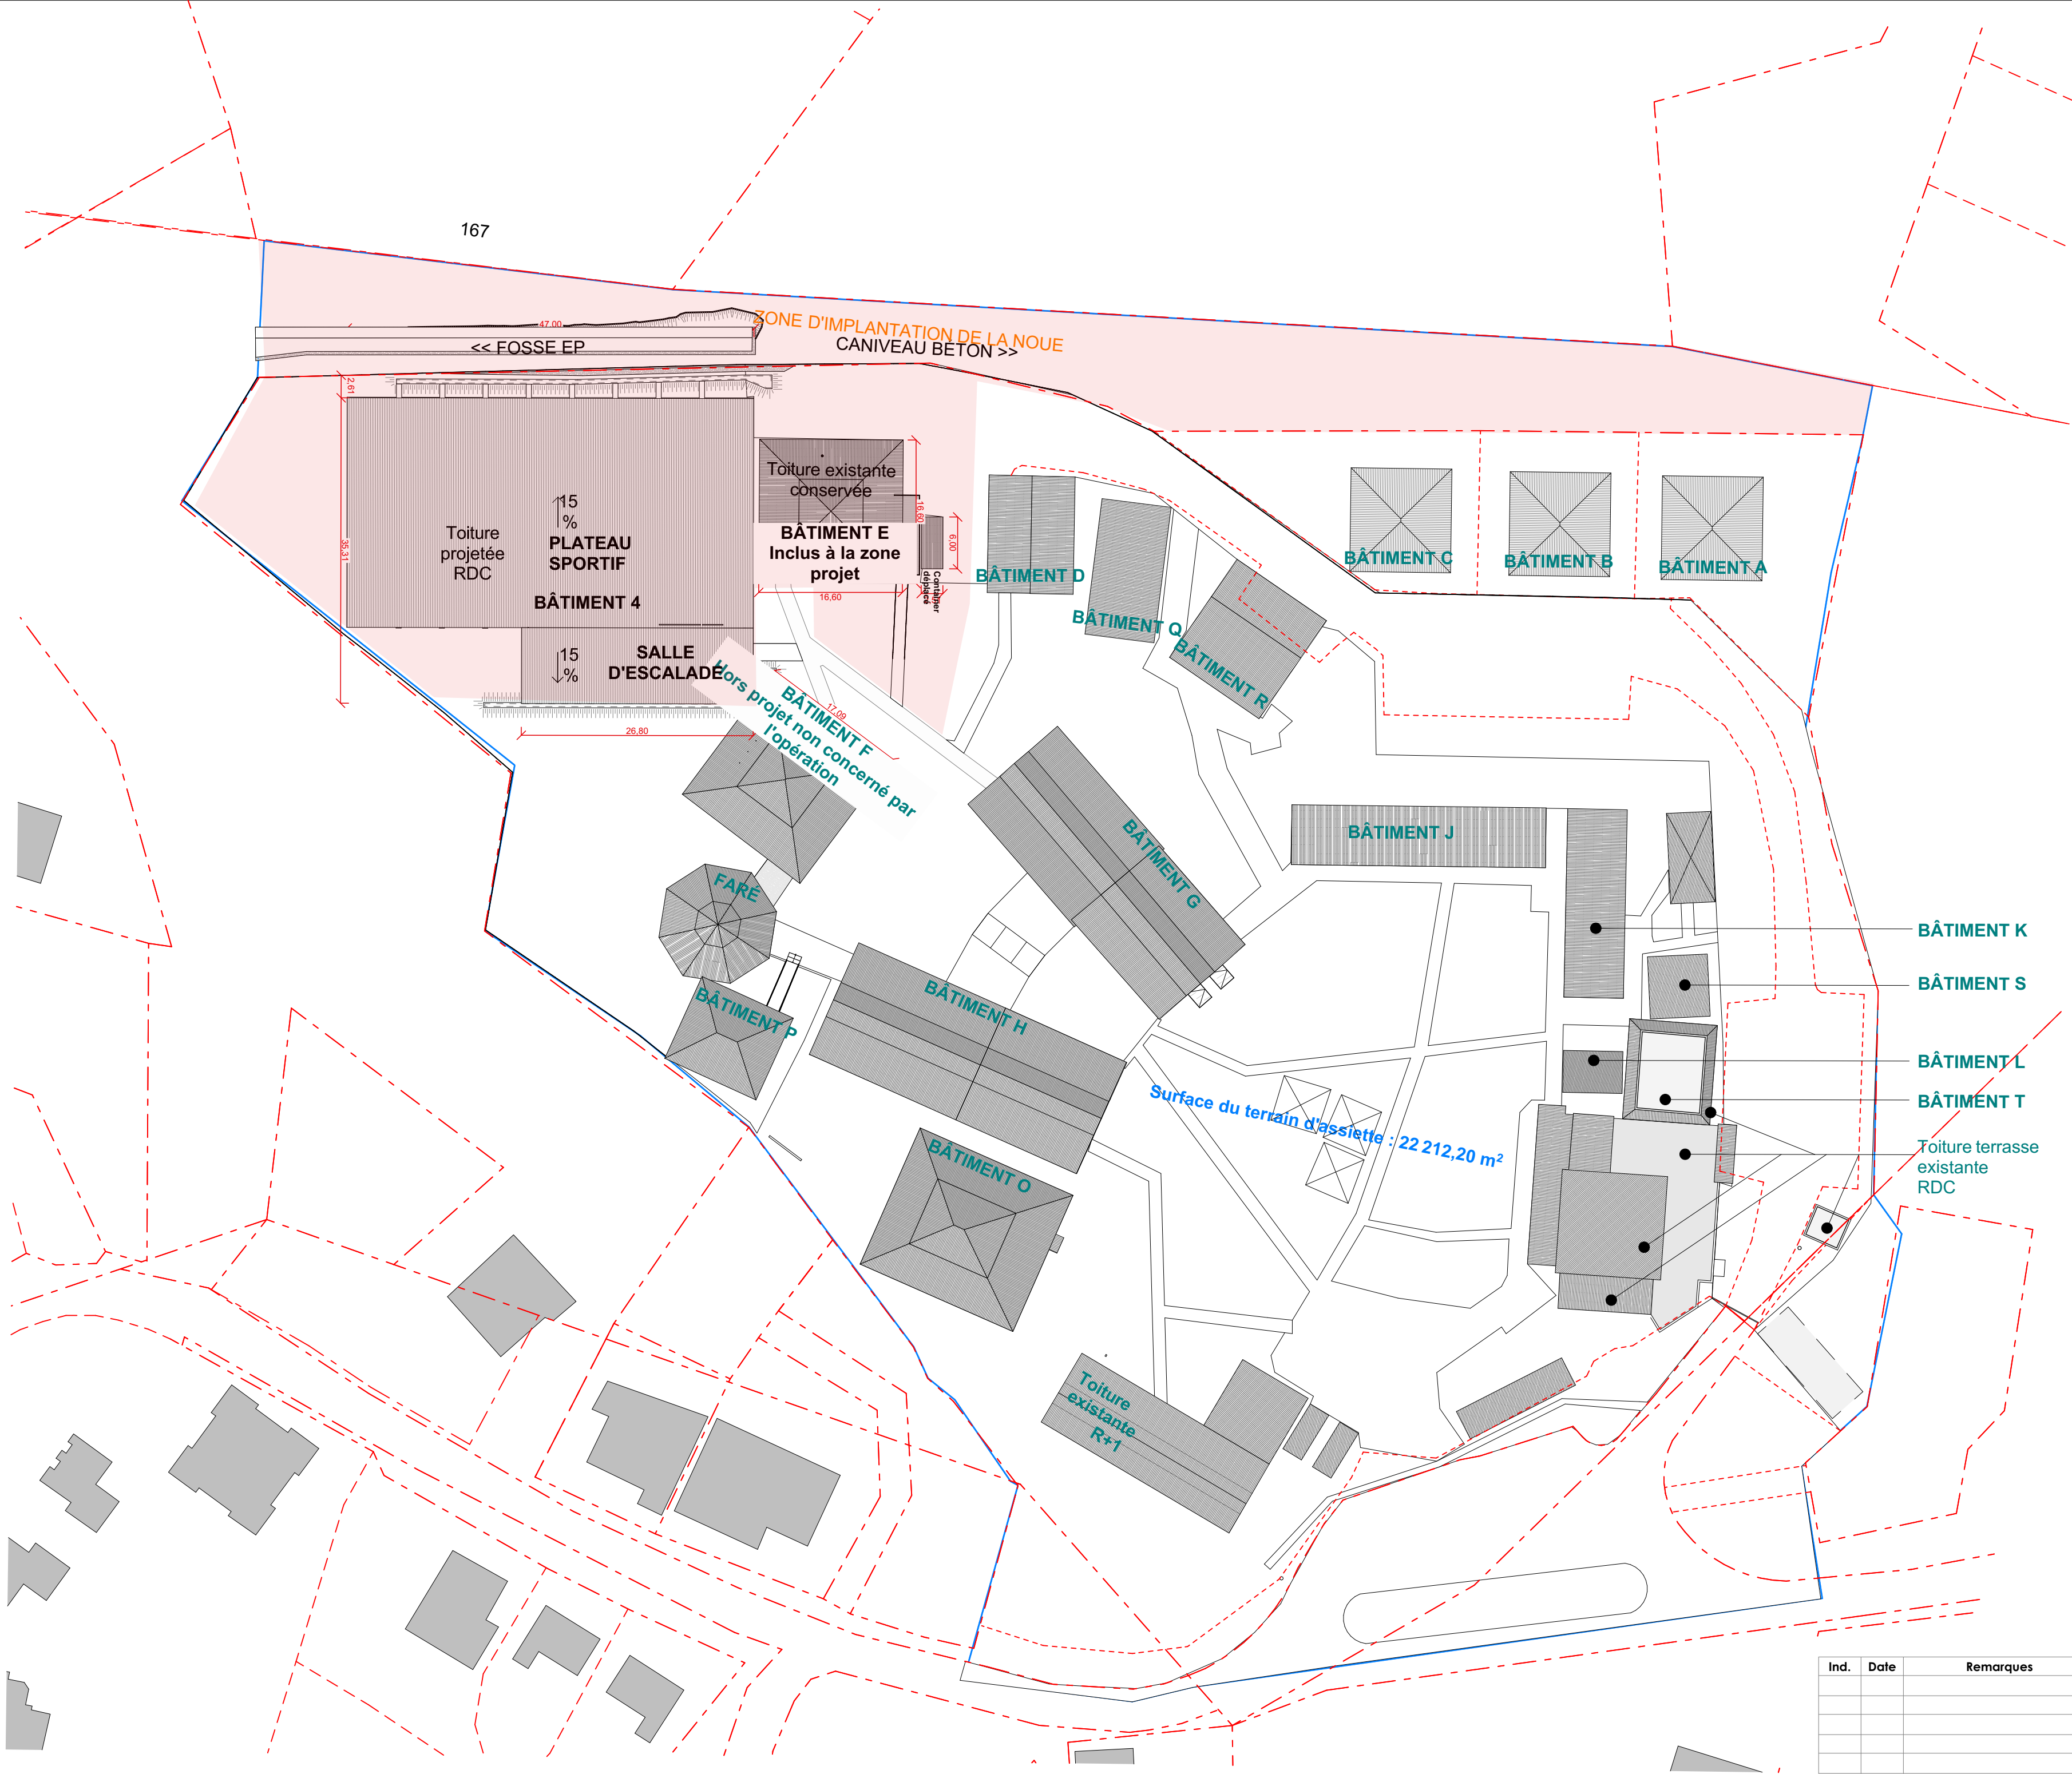 167
47,00
ZONE D'IMPLANTATION DE LA NOUE
<< FOSSE EP
CANIVEAU BÉTON >>
2,61
35,31
Toiture
projetée
RDC
15
%
PLATEAU
SPORTIF
BÂTIMENT 4
15
%
SALLE
D'ESCALADE
26,80
Toiture existante
conservée
BÂTIMENT E
Inclus à la zone
projet
16,60
16,60
6,00
Container
déplacé
BÂTIMENT F
Hors projet non concerné par
l'opération
17,09
BÂTIMENT D
BÂTIMENT Q
BÂTIMENT R
BÂTIMENT C
BÂTIMENT B
BÂTIMENT A
BÂTIMENT G
BÂTIMENT J
FARÉ
BÂTIMENT P
BÂTIMENT H
BÂTIMENT O
BÂTIMENT K
BÂTIMENT S
BÂTIMENT L
BÂTIMENT T
Toiture terrasse
existante
RDC
Surface du terrain d'assiette : 22 212,20 m²
Toiture
existante
R+1
Ind. Date Remarques